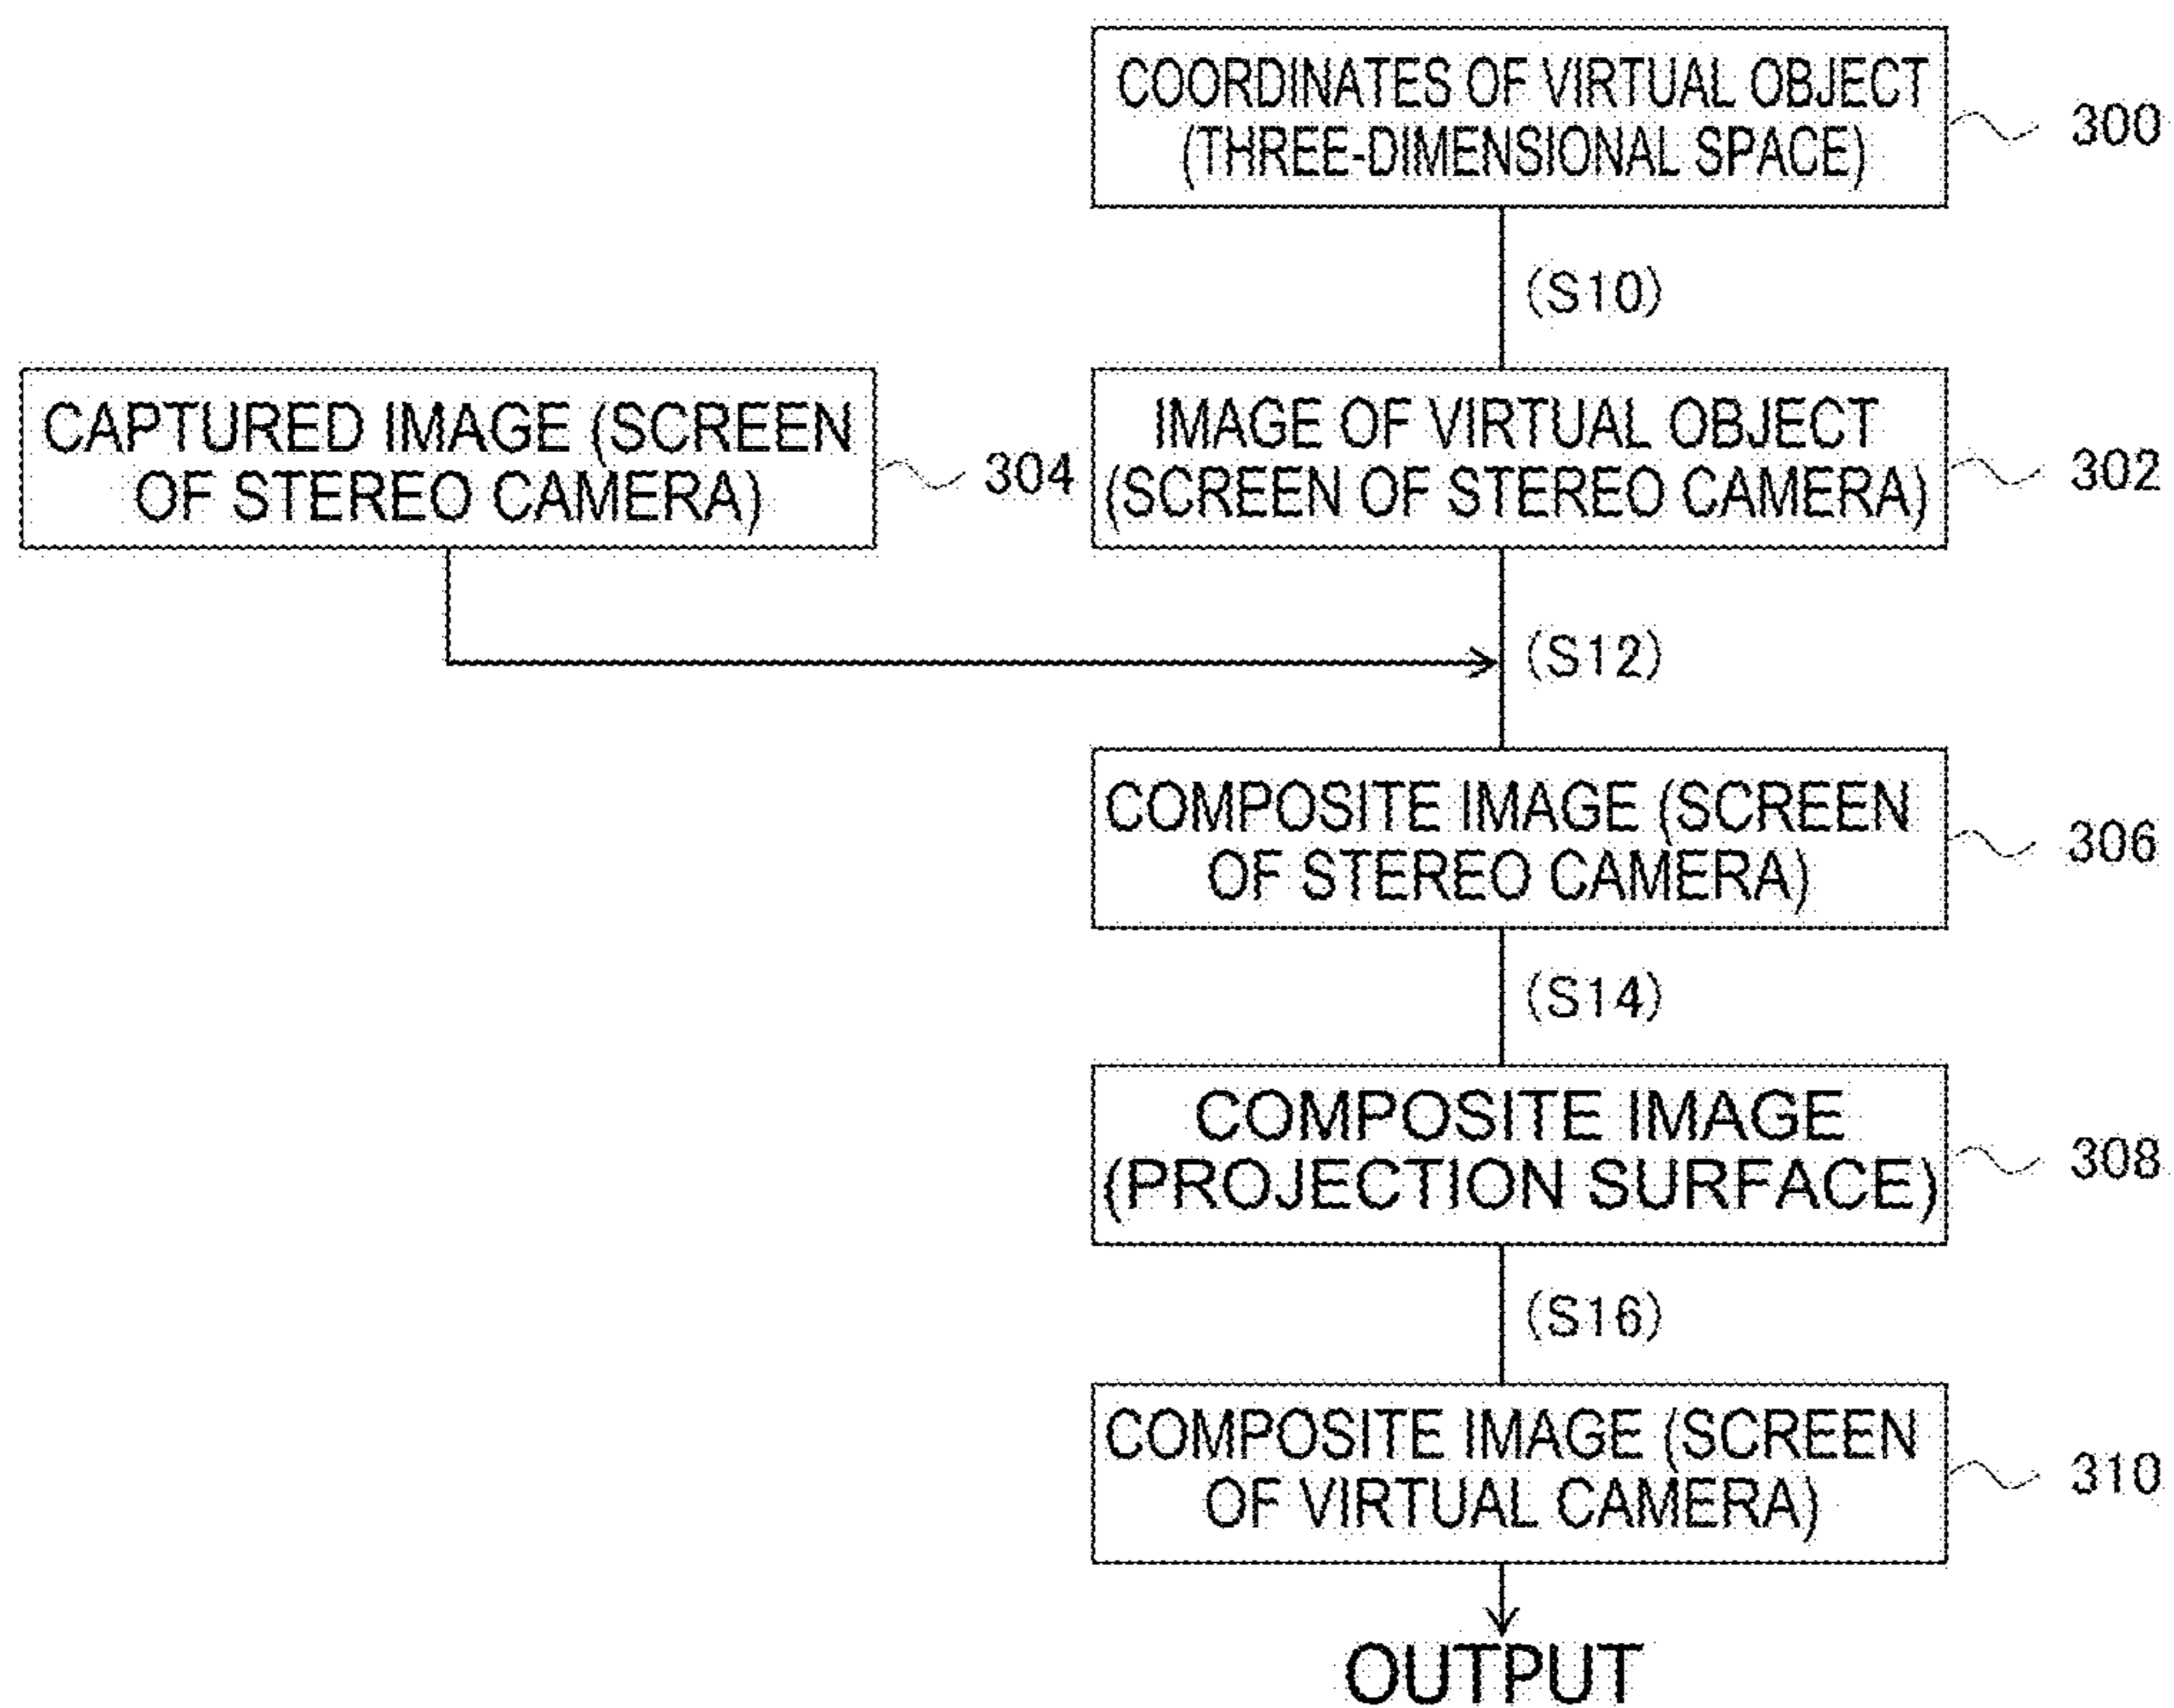 COORDINATES OF VIRTUAL OBJECT
(THREE-DIMENSIONAL SPACE)
300
(S10)
CAPTURED IMAGE (SCREEN
OF STEREO CAMERA)
304
IMAGE OF VIRTUAL OBJECT
(SCREEN OF STEREO CAMERA)
302
(S12)
COMPOSITE IMAGE (SCREEN
OF STEREO CAMERA)
306
(S14)
COMPOSITE IMAGE
(PROJECTION SURFACE)
308
(S16)
COMPOSITE IMAGE (SCREEN
OF VIRTUAL CAMERA)
310
OUTPUT